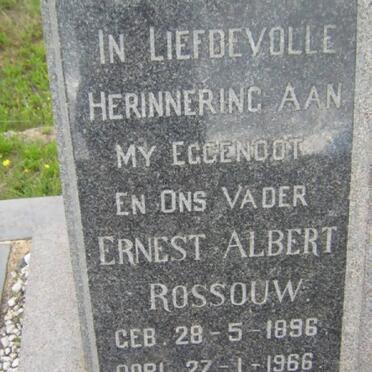 IN LIEFDEVOLLE
HERINNERING AAN
MY EGGENOOT
EN ONS VADER
ERNEST ALBERT
ROSSOUW
GEB. 28-5-1896
OORL. 27-1-1966